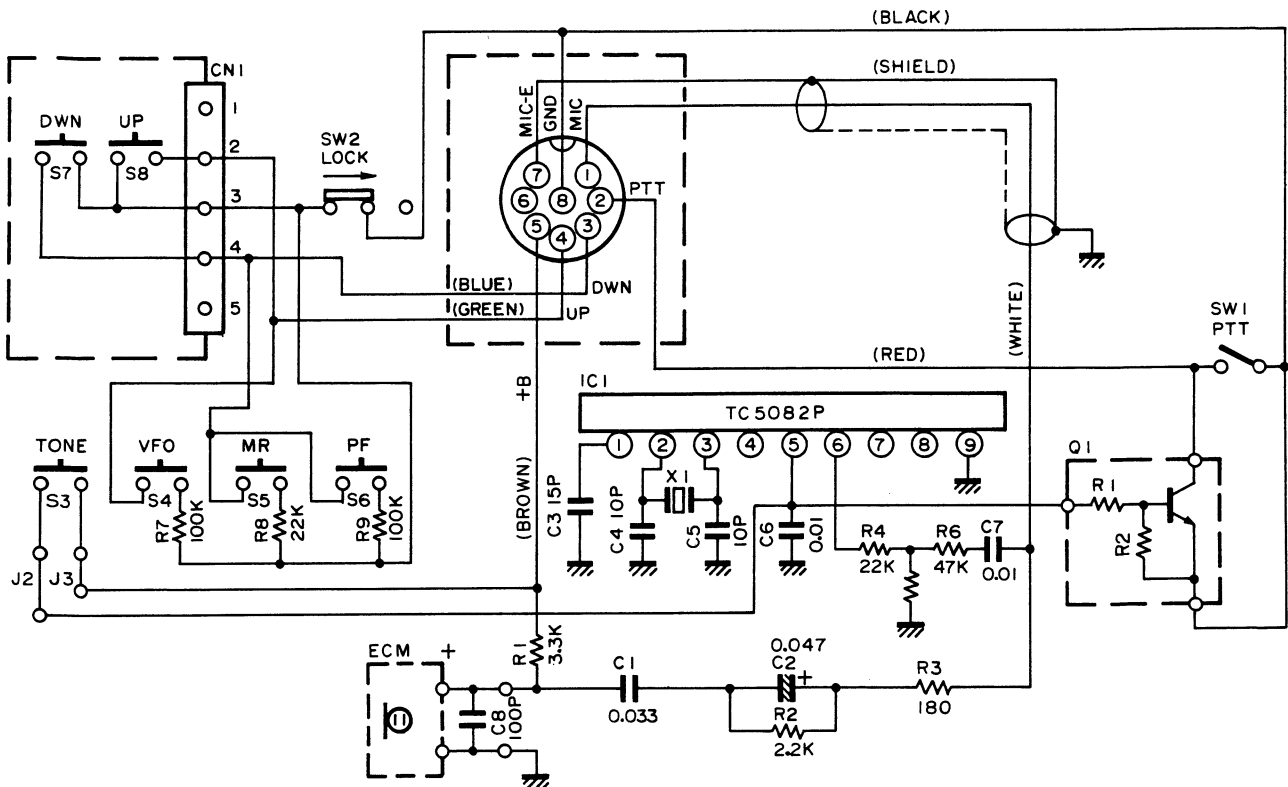 (BLACK)
(SHIELD)
CN1
1
DWN
UP
2
S7
S8
3
4
5
SW2
LOCK
MIC-E
GND
MIC
7
1
6
8
2
5
4
3
PTT
(BLUE)
DWN
(GREEN)
UP
(WHITE)
SW1
PTT
(RED)
+B
(BROWN)
IC1
TC5082P
1
2
3
4
5
6
7
8
9
TONE
VFO
MR
PF
S3
S4
S5
S6
R7
100K
R8
22K
R9
100K
J2
J3
C3 15P
X1
C4 10P
C5
10P
C6
0.01
R4
22K
R6
47K
C7
0.01
Q1
R1
R2
R1
3.3K
ECM
+
C8
100P
C1
0.033
0.047
C2
+
R2
2.2K
R3
180